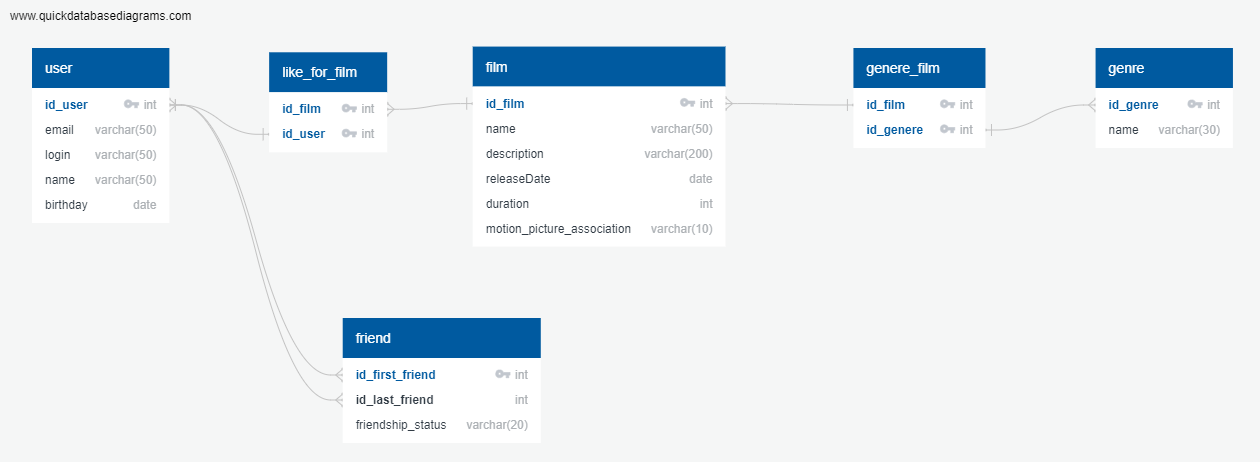 www.quickdatabasediagrams.com
user
id_user int
email varchar(50)
login varchar(50)
name varchar(50)
birthday date
like_for_film
id_film int
id_user int
film
id_film int
name varchar(50)
description varchar(200)
releaseDate date
duration int
motion_picture_association varchar(10)
genere_film
id_film int
id_genere int
genre
id_genre int
name varchar(30)
friend
id_first_friend int
id_last_friend int
friendship_status varchar(20)